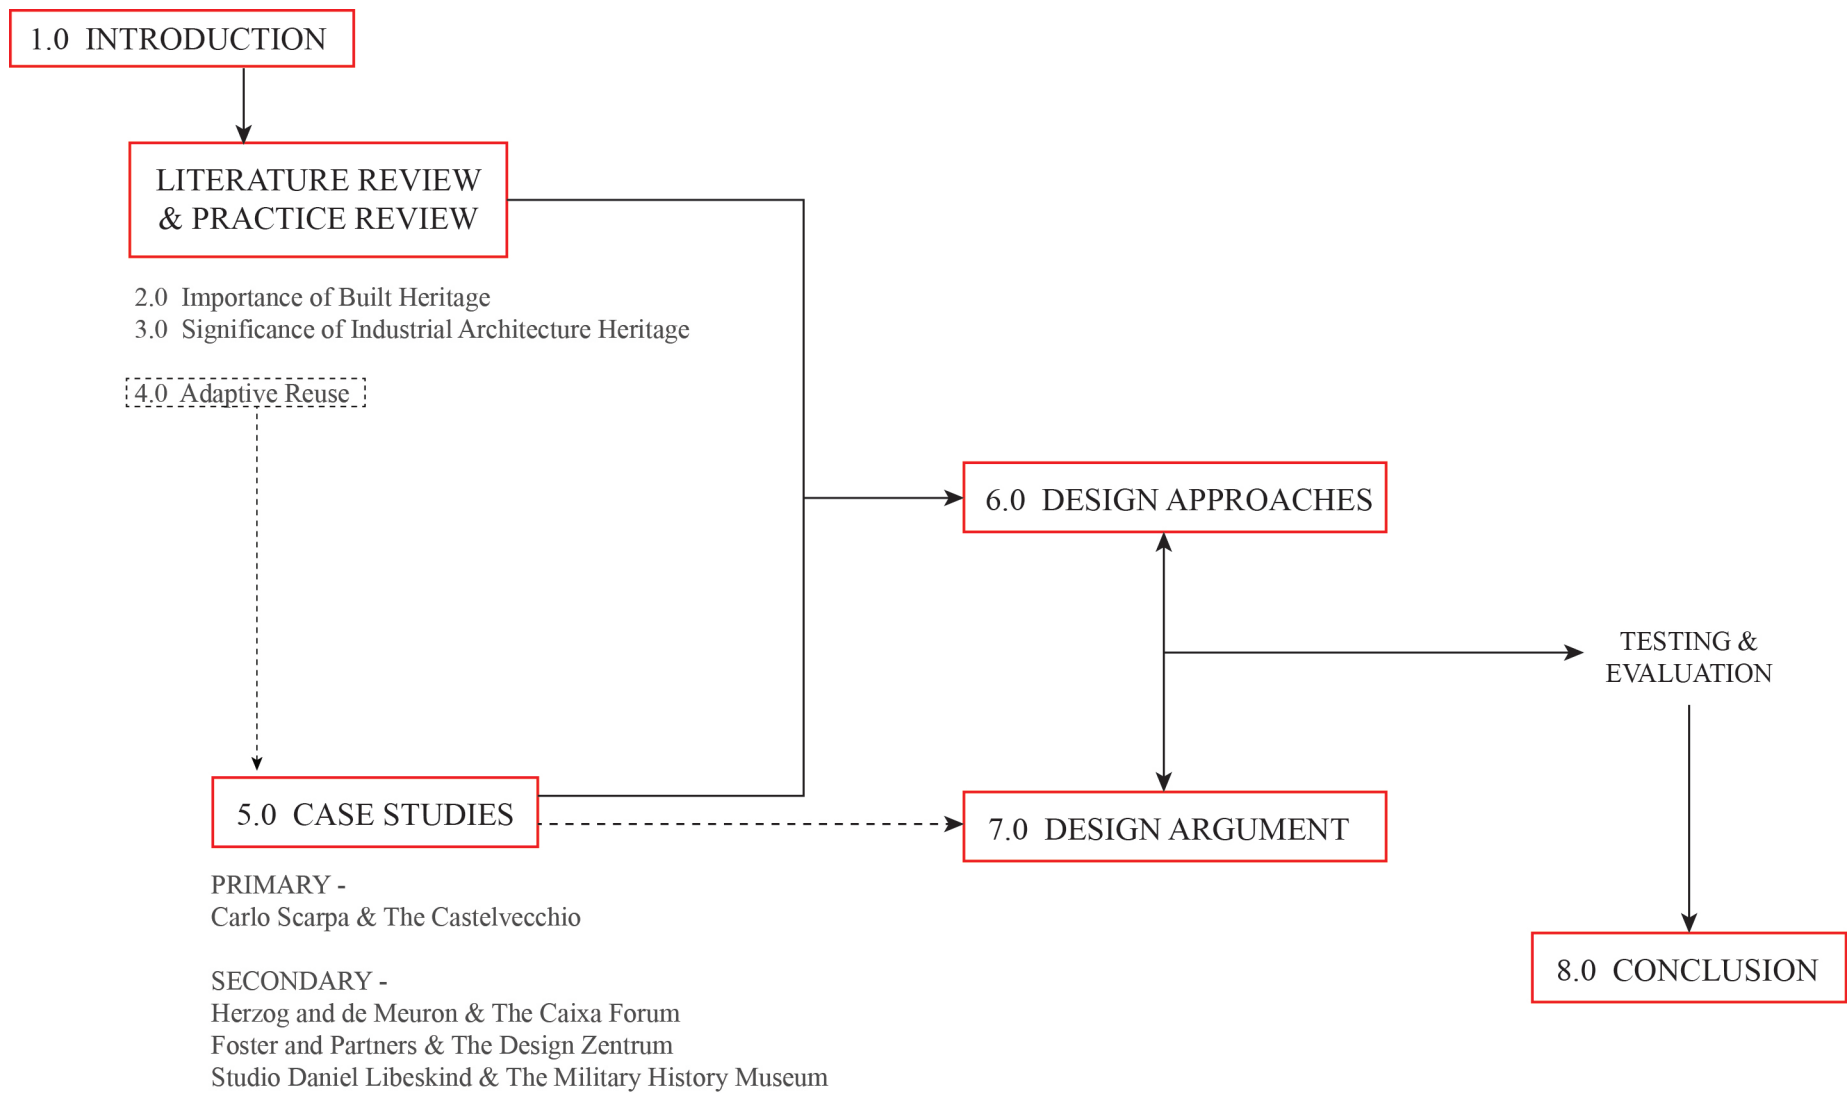 1.0 INTRODUCTION
LITERATURE REVIEW
& PRACTICE REVIEW
2.0 Importance of Built Heritage
3.0 Significance of Industrial Architecture Heritage
4.0 Adaptive Reuse
5.0 CASE STUDIES
PRIMARY -
Carlo Scarpa & The Castelvecchio
SECONDARY -
Herzog and de Meuron & The Caixa Forum
Foster and Partners & The Design Zentrum
Studio Daniel Libeskind & The Military History Museum
6.0 DESIGN APPROACHES
7.0 DESIGN ARGUMENT
TESTING &
EVALUATION
8.0 CONCLUSION